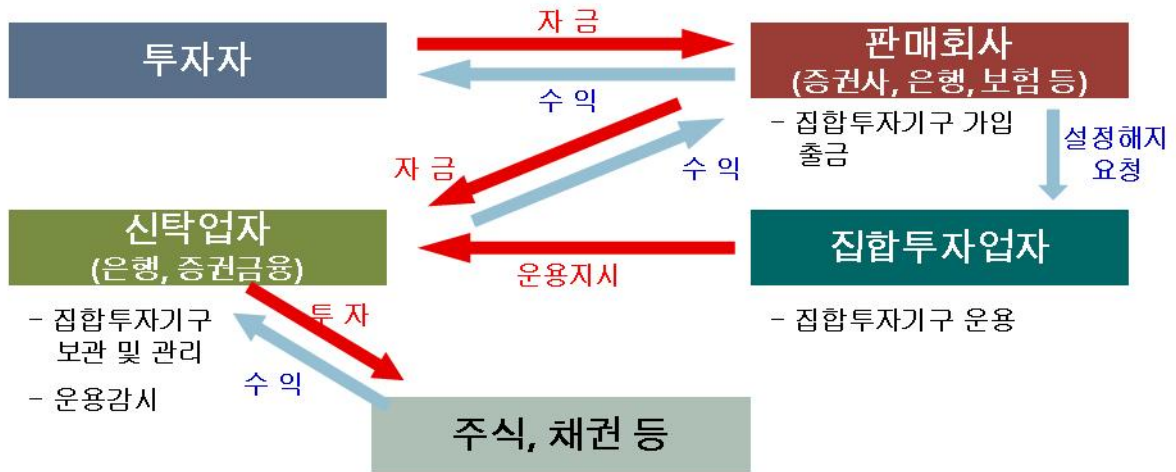 자 금
투자자
판매회사
(증권사, 은행, 보험 등)
수 익
- 집합투자기구 가입
출금
설정해지
요청
자 금
수 익
신탁업자
(은행, 증권금융)
집합투자업자
운용지시
- 집합투자기구
보관 및 관리
- 운용감시
투 자
- 집합투자기구 운용
수 익
주식, 채권 등